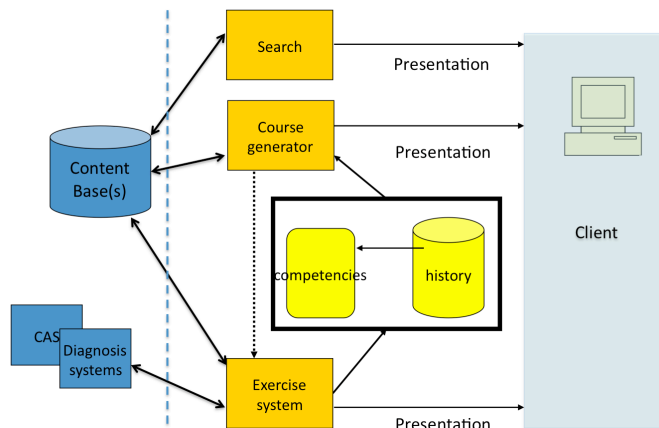 Search
Presentation
Course
generator
Presentation
Content
Base(s)
Client
competencies
history
CAS
Diagnosis
systems
Exercise
system
Presentation